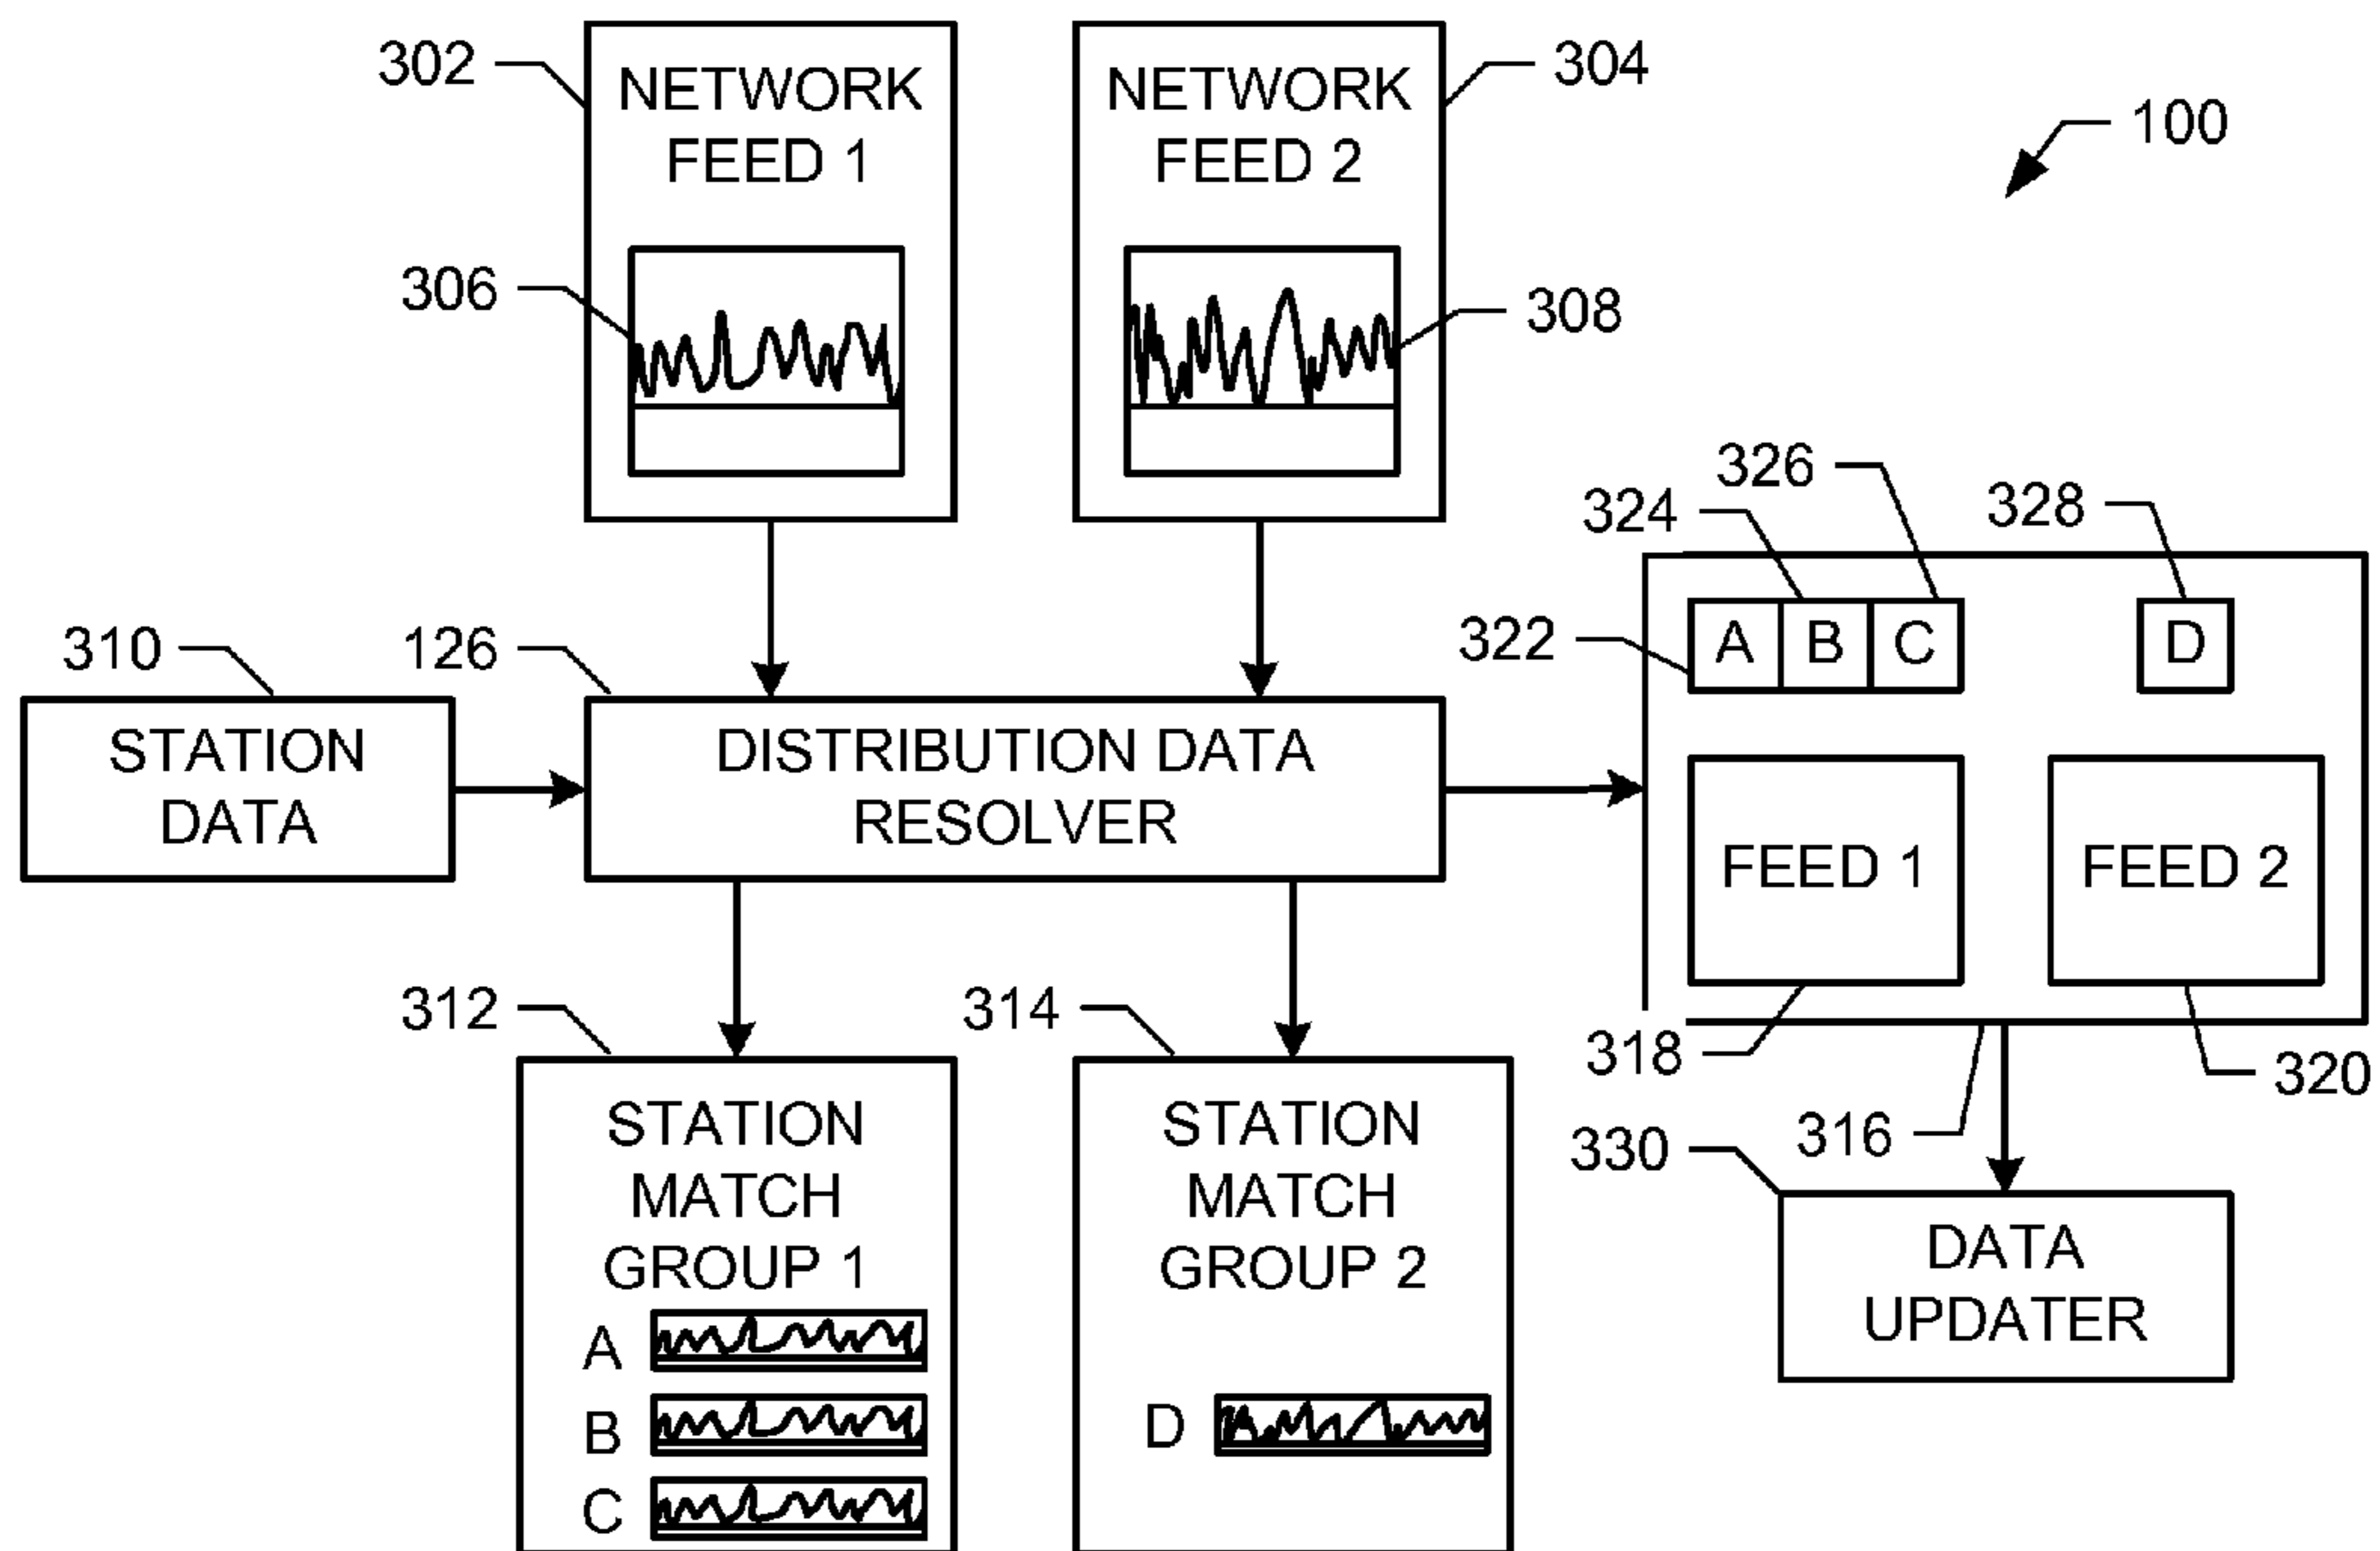 302
NETWORK
FEED 1
NETWORK
FEED 2
304
100
306
308
326
324
328
322
A B C
D
310
126
STATION
DATA
DISTRIBUTION DATA
RESOLVER
FEED 1
FEED 2
312
314
318
320
316
330
STATION
MATCH
GROUP 1
A
B
C
STATION
MATCH
GROUP 2
D
DATA
UPDATER